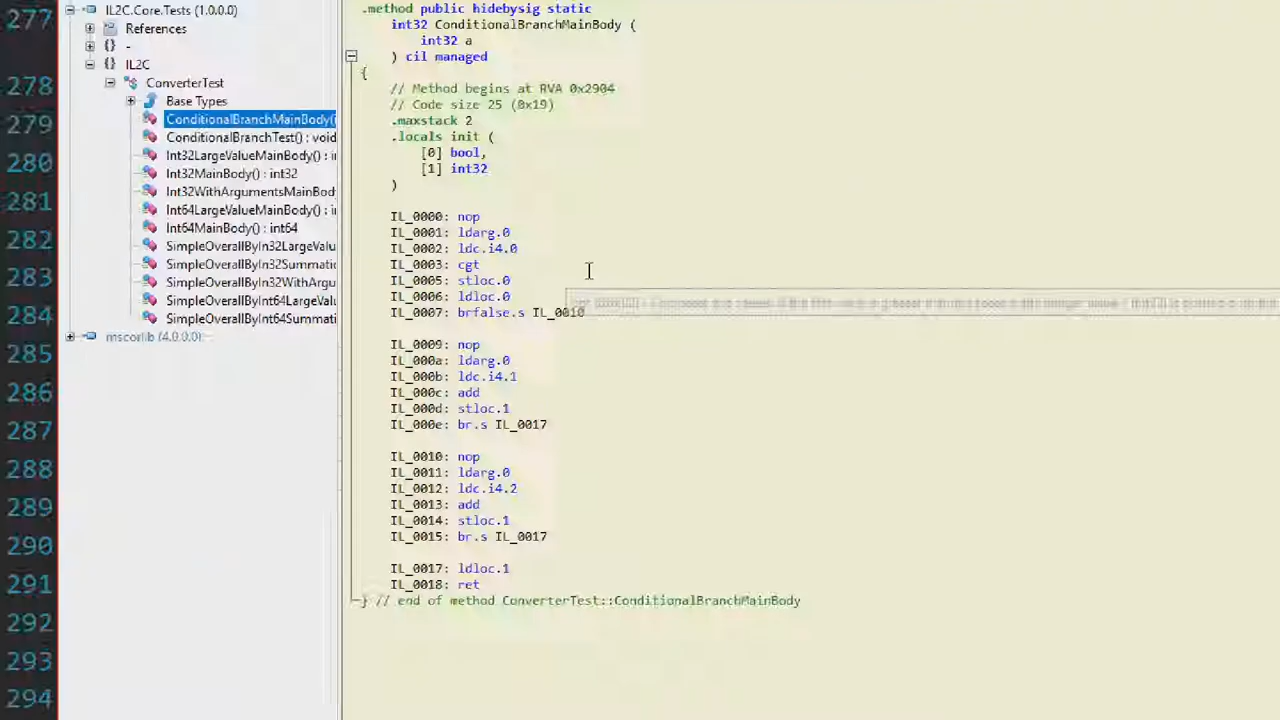 277
278
279
280
281
282
283
284
285
286
287
288
289
290
291
292
293
294
IL2C.Core.Tests (1.0.0.0)
References
{} -
{} IL2C
ConverterTest
Base Types
ConditionalBranchMainBody(i
ConditionalBranchTest() : void
Int32LargeValueMainBody() : i
Int32MainBody() : int32
Int32WithArgumentsMainBod
Int64LargeValueMainBody() : i
Int64MainBody() : int64
SimpleOverallByIn32LargeValu
SimpleOverallByIn32Summati
SimpleOverallByIn32WithArgu
SimpleOverallByInt64LargeVal
SimpleOverallByInt64Summati
mscorlib (4.0.0.0)
.method public hidebysig static
int32 ConditionalBranchMainBody (
int32 a
) cil managed
{
// Method begins at RVA 0x2904
// Code size 25 (0x19)
.maxstack 2
.locals init (
[0] bool,
[1] int32
)
IL_0000: nop
IL_0001: ldarg.0
IL_0002: ldc.i4.0
IL_0003: cgt
IL_0005: stloc.0
IL_0006: ldloc.0
IL_0007: brfalse.s IL_0010
IL_0009: nop
IL_000a: ldarg.0
IL_000b: ldc.i4.1
IL_000c: add
IL_000d: stloc.1
IL_000e: br.s IL_0017
IL_0010: nop
IL_0011: ldarg.0
IL_0012: ldc.i4.2
IL_0013: add
IL_0014: stloc.1
IL_0015: br.s IL_0017
IL_0017: ldloc.1
IL_0018: ret
} // end of method ConverterTest::ConditionalBranchMainBody